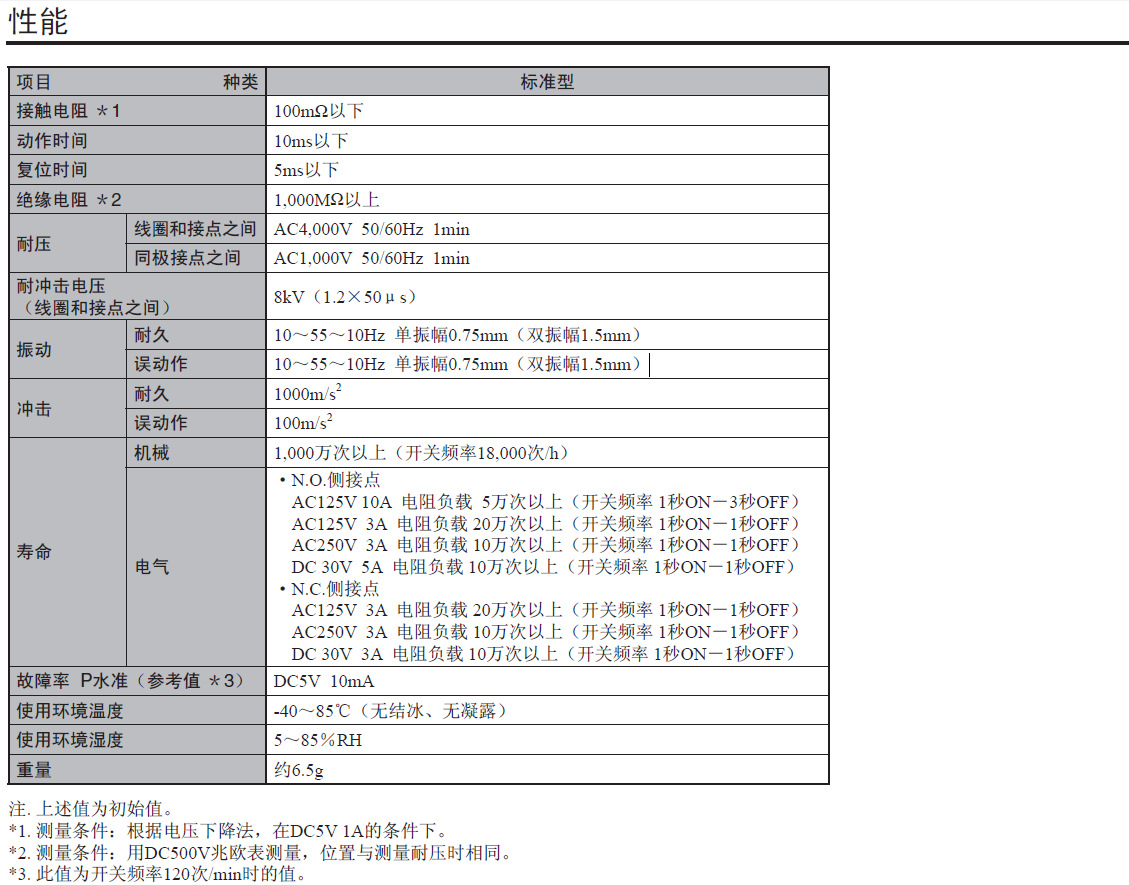 性能
项目 种类 标准型
接触电阻 ＊1 100mΩ以下
动作时间 10ms以下
复位时间 5ms以下
绝缘电阻 ＊2 1,000MΩ以上
耐压 线圈和接点之间 AC4,000V 50/60Hz 1min
同极接点之间 AC1,000V 50/60Hz 1min
耐冲击电压
（线圈和接点之间） 8kV（1.2×50μs）
振动 耐久 10～55～10Hz 单振幅0.75mm（双振幅1.5mm）
误动作 10～55～10Hz 单振幅0.75mm（双振幅1.5mm）
冲击 耐久 1000m/s²
误动作 100m/s²
寿命 机械 1,000万次以上（开关频率18,000次/h）
电气 ・N.O.侧接点
AC125V 10A 电阻负载 5万次以上（开关频率 1秒ON－3秒OFF）
AC125V 3A 电阻负载 20万次以上（开关频率 1秒ON－1秒OFF）
AC250V 3A 电阻负载 10万次以上（开关频率 1秒ON－1秒OFF）
DC 30V 5A 电阻负载 10万次以上（开关频率 1秒ON－1秒OFF）
・N.C.侧接点
AC125V 3A 电阻负载 20万次以上（开关频率 1秒ON－1秒OFF）
AC250V 3A 电阻负载 10万次以上（开关频率 1秒ON－1秒OFF）
DC 30V 3A 电阻负载 10万次以上（开关频率 1秒ON－1秒OFF）
故障率 P水准（参考值 ＊3） DC5V 10mA
使用环境温度 -40～85℃（无结冰、无凝露）
使用环境湿度 5～85％RH
重量 约6.5g
注. 上述值为初始值。
*1. 测量条件：根据电压下降法，在DC5V 1A的条件下。
*2. 测量条件：用DC500V兆欧表测量，位置与测量耐压时相同。
*3. 此值为开关频率120次/min时的值。